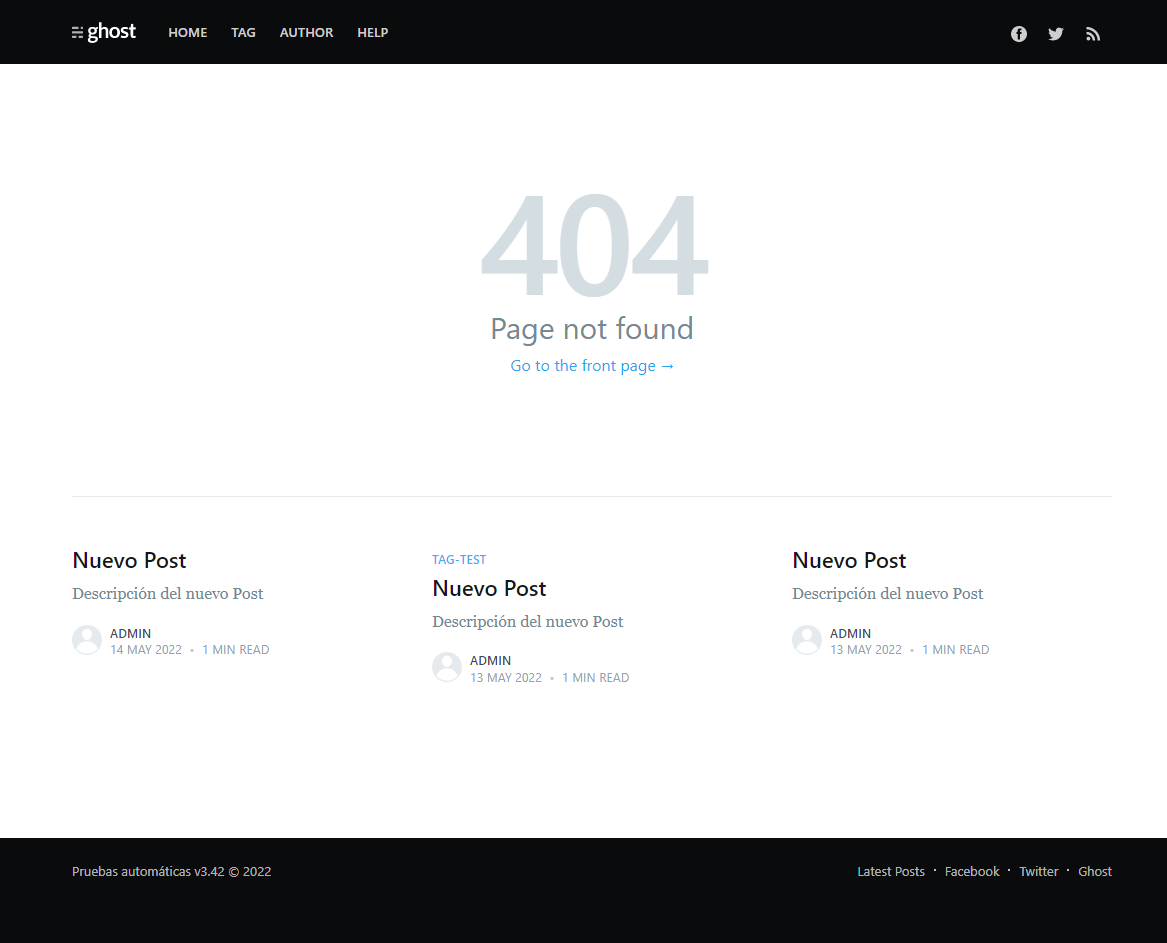 ghost HOME TAG AUTHOR HELP
404
Page not found
Go to the front page →
Nuevo Post
Descripción del nuevo Post
ADMIN
14 MAY 2022 • 1 MIN READ
TAG-TEST
Nuevo Post
Descripción del nuevo Post
ADMIN
13 MAY 2022 • 1 MIN READ
Nuevo Post
Descripción del nuevo Post
ADMIN
13 MAY 2022 • 1 MIN READ
Pruebas automáticas v3.42 © 2022
Latest Posts · Facebook · Twitter · Ghost